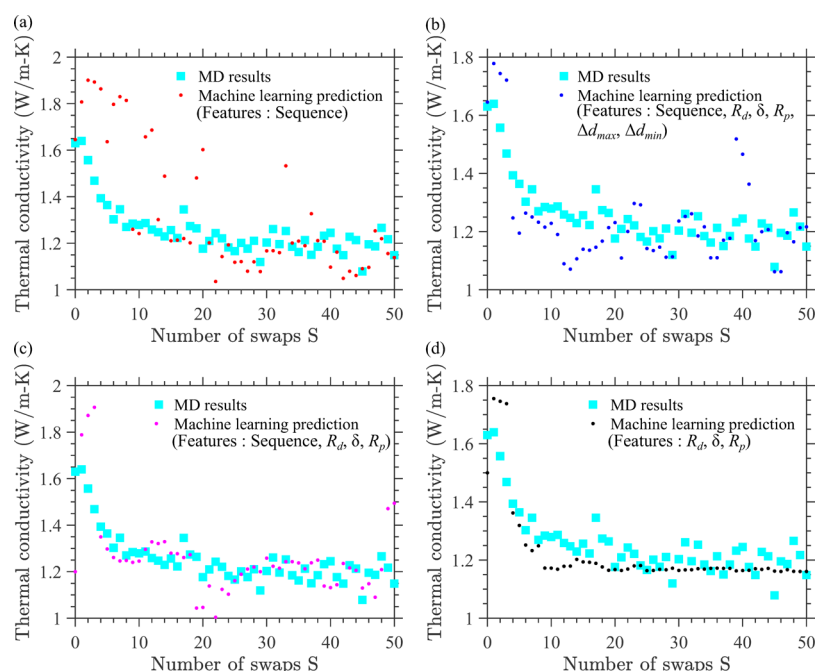 (a)
Thermal conductivity (W/m-K)
2
1.8
1.6
1.4
1.2
1
0 10 20 30 40 50
Number of swaps S
MD results
Machine learning prediction
(Features : Sequence)
(b)
Thermal conductivity (W/m-K)
1.8
1.6
1.4
1.2
1
0 10 20 30 40 50
Number of swaps S
MD results
Machine learning prediction
(Features : Sequence, R_d, δ, R_p,
Δd_max, Δd_min)
(c)
Thermal conductivity (W/m-K)
2
1.8
1.6
1.4
1.2
1
0 10 20 30 40 50
Number of swaps S
MD results
Machine learning prediction
(Features : Sequence, R_d, δ, R_p)
(d)
Thermal conductivity (W/m-K)
1.8
1.6
1.4
1.2
1
0 10 20 30 40 50
Number of swaps S
MD results
Machine learning prediction
(Features : R_d, δ, R_p)